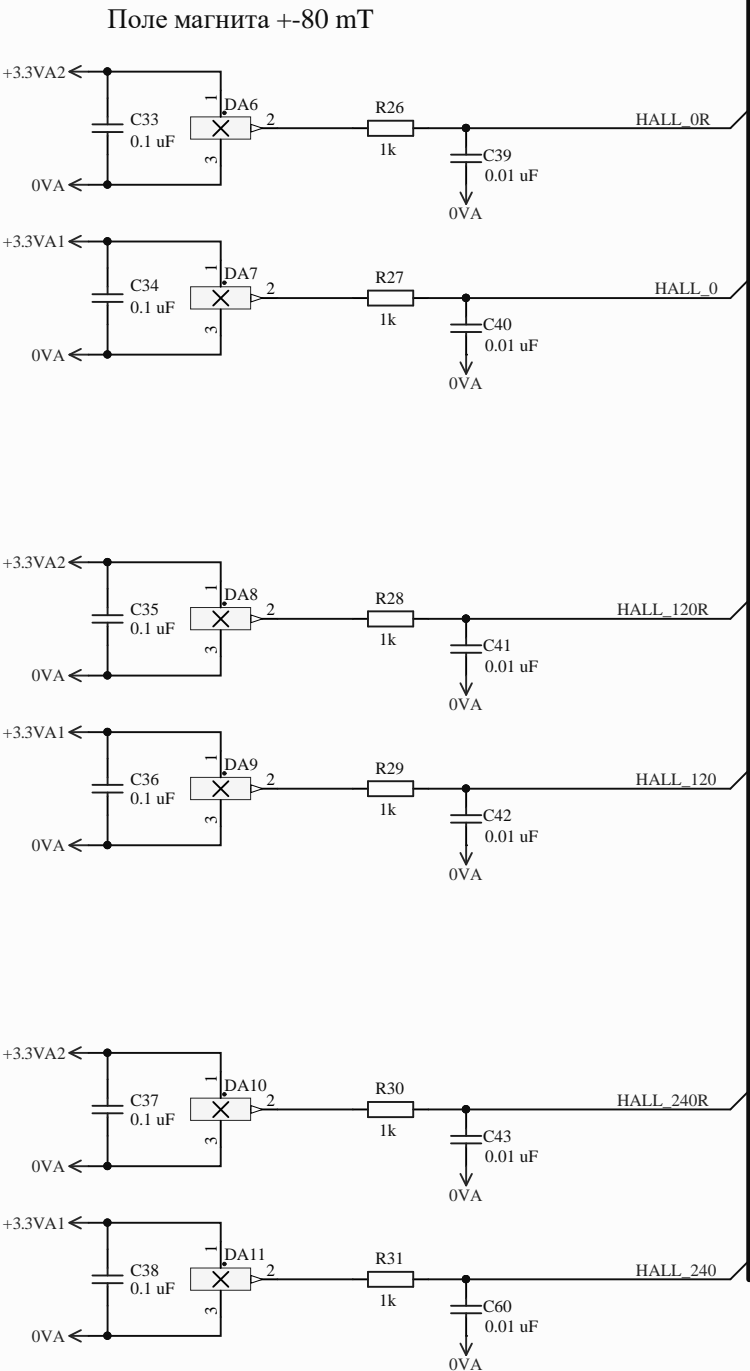 Поле магнита +-80 mT
+3.3VA2
1
DA6
2
3
C33
0.1 uF
R26
1k
HALL_0R
C39
0.01 uF
0VA
0VA
+3.3VA1
1
DA7
2
3
C34
0.1 uF
R27
1k
HALL_0
C40
0.01 uF
0VA
0VA
+3.3VA2
1
DA8
2
3
C35
0.1 uF
R28
1k
HALL_120R
C41
0.01 uF
0VA
0VA
+3.3VA1
1
DA9
2
3
C36
0.1 uF
R29
1k
HALL_120
C42
0.01 uF
0VA
0VA
+3.3VA2
1
DA10
2
3
C37
0.1 uF
R30
1k
HALL_240R
C43
0.01 uF
0VA
0VA
+3.3VA1
1
DA11
2
3
C38
0.1 uF
R31
1k
HALL_240
C60
0.01 uF
0VA
0VA